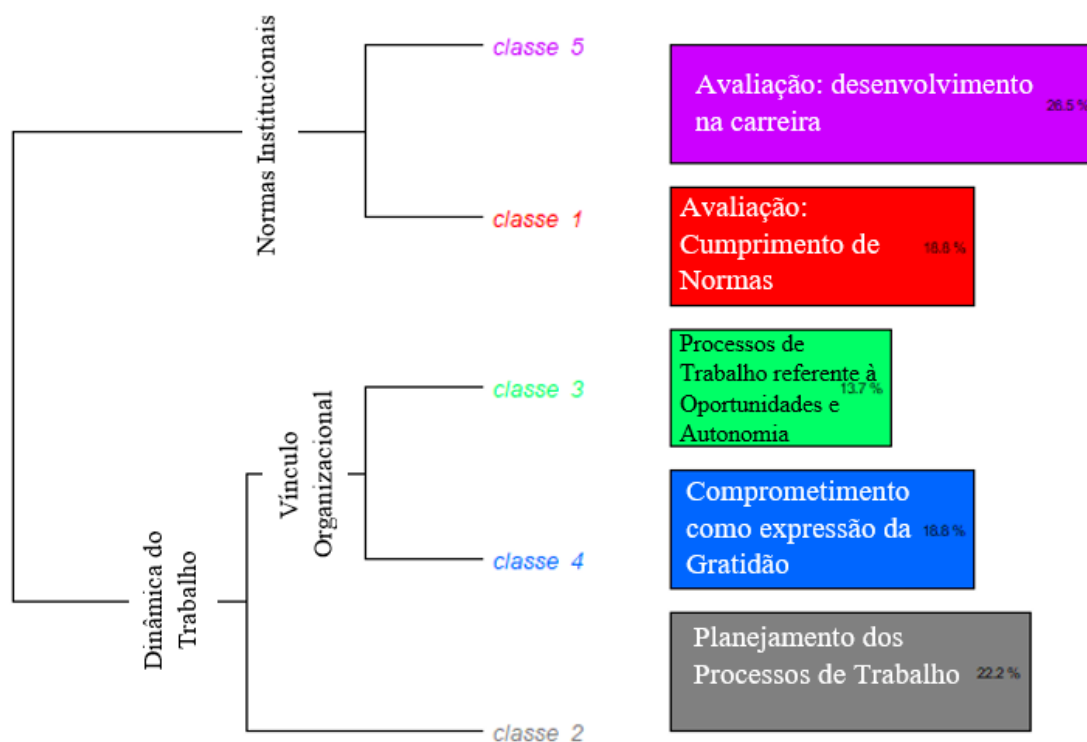 Normas Institucionais
classe 5
Avaliação: desenvolvimento
na carreira
26.5 %
classe 1
Avaliação:
Cumprimento de
Normas
18.8 %
Dinâmica do
Trabalho
Vínculo
Organizacional
classe 3
Processos de
Trabalho referente à
Oportunidades e
Autonomia
13.7 %
classe 4
Comprometimento
como expressão da
Gratidão
18.8 %
classe 2
Planejamento dos
Processos de Trabalho
22.2 %